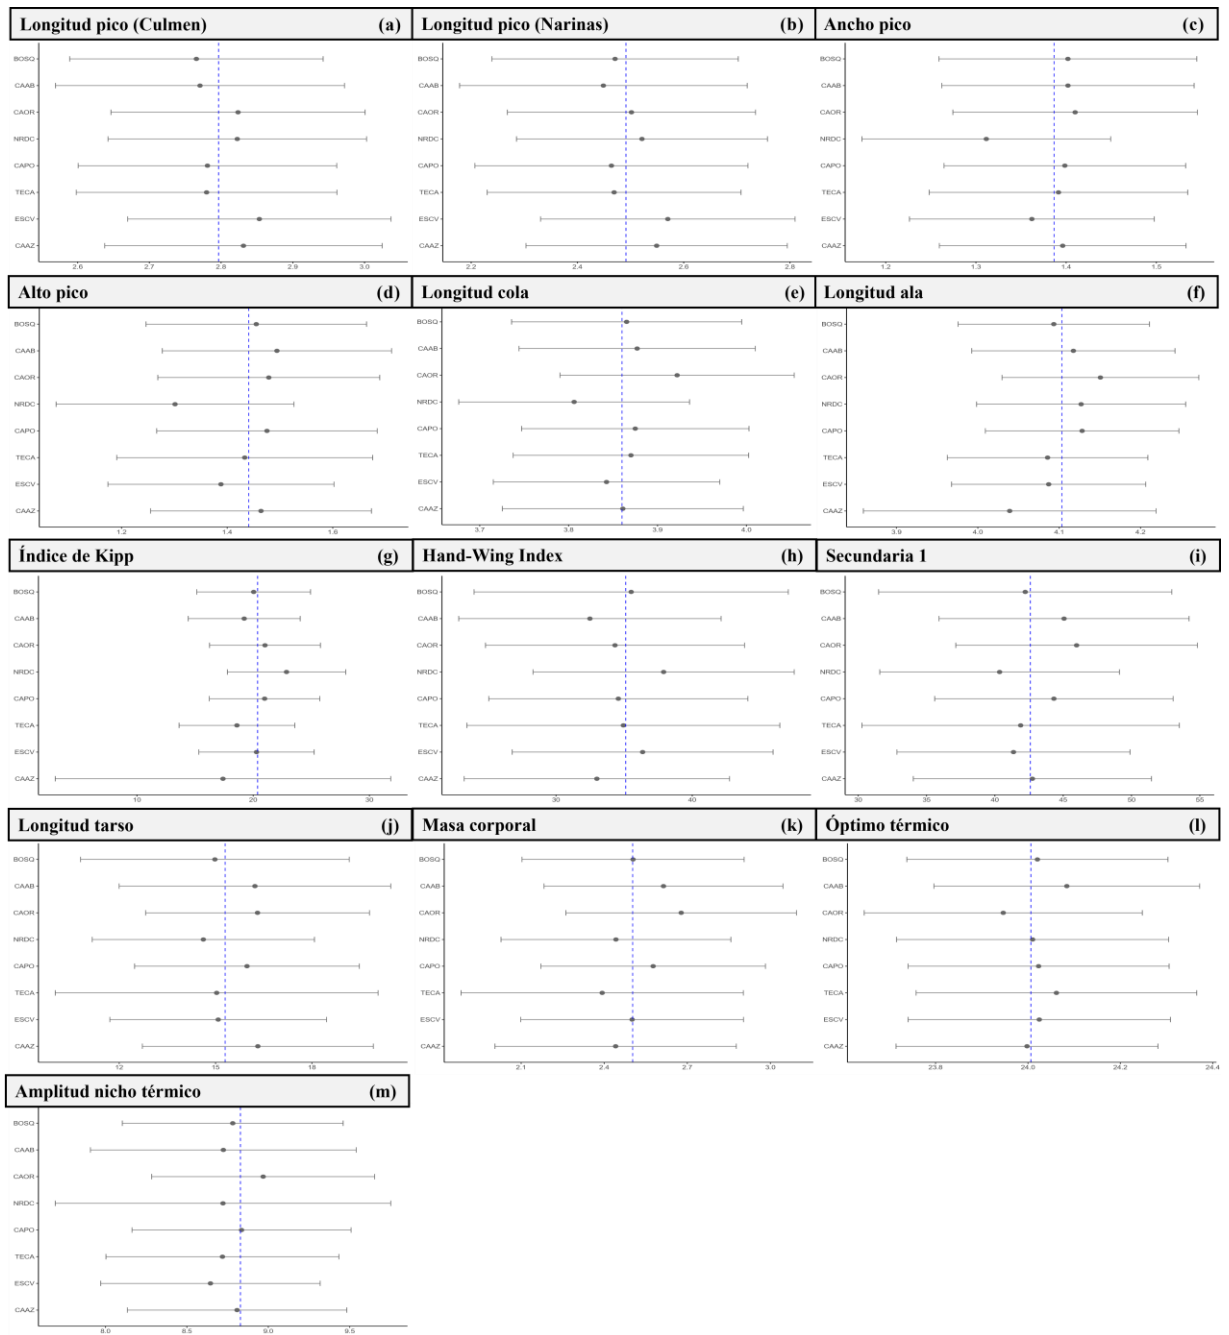 Longitud pico (Culmen) (a)
BOSQ
CAAB
CAOR
NRDC
CAPO
TECA
ESCV
CAAZ
2.6 2.7 2.8 2.9 3.0
Longitud pico (Narinas) (b)
BOSQ
CAAB
CAOR
NRDC
CAPO
TECA
ESCV
CAAZ
2.2 2.4 2.6 2.8
Ancho pico (c)
BOSQ
CAAB
CAOR
NRDC
CAPO
TECA
ESCV
CAAZ
1.2 1.3 1.4 1.5
Alto pico (d)
BOSQ
CAAB
CAOR
NRDC
CAPO
TECA
ESCV
CAAZ
1.2 1.4 1.6
Longitud cola (e)
BOSQ
CAAB
CAOR
NRDC
CAPO
TECA
ESCV
CAAZ
3.7 3.8 3.9 4.0
Longitud ala (f)
BOSQ
CAAB
CAOR
NRDC
CAPO
TECA
ESCV
CAAZ
3.9 4.0 4.1 4.2
Índice de Kipp (g)
BOSQ
CAAB
CAOR
NRDC
CAPO
TECA
ESCV
CAAZ
10 20 30
Hand-Wing Index (h)
BOSQ
CAAB
CAOR
NRDC
CAPO
TECA
ESCV
CAAZ
30 40
Secundaria 1 (i)
BOSQ
CAAB
CAOR
NRDC
CAPO
TECA
ESCV
CAAZ
30 35 40 45 50 55
Longitud tarso (j)
BOSQ
CAAB
CAOR
NRDC
CAPO
TECA
ESCV
CAAZ
12 15 18
Masa corporal (k)
BOSQ
CAAB
CAOR
NRDC
CAPO
TECA
ESCV
CAAZ
2.1 2.4 2.7 3.0
Óptimo térmico (l)
BOSQ
CAAB
CAOR
NRDC
CAPO
TECA
ESCV
CAAZ
23.8 24.0 24.2 24.4
Amplitud nicho térmico (m)
BOSQ
CAAB
CAOR
NRDC
CAPO
TECA
ESCV
CAAZ
8.0 8.5 9.0 9.5